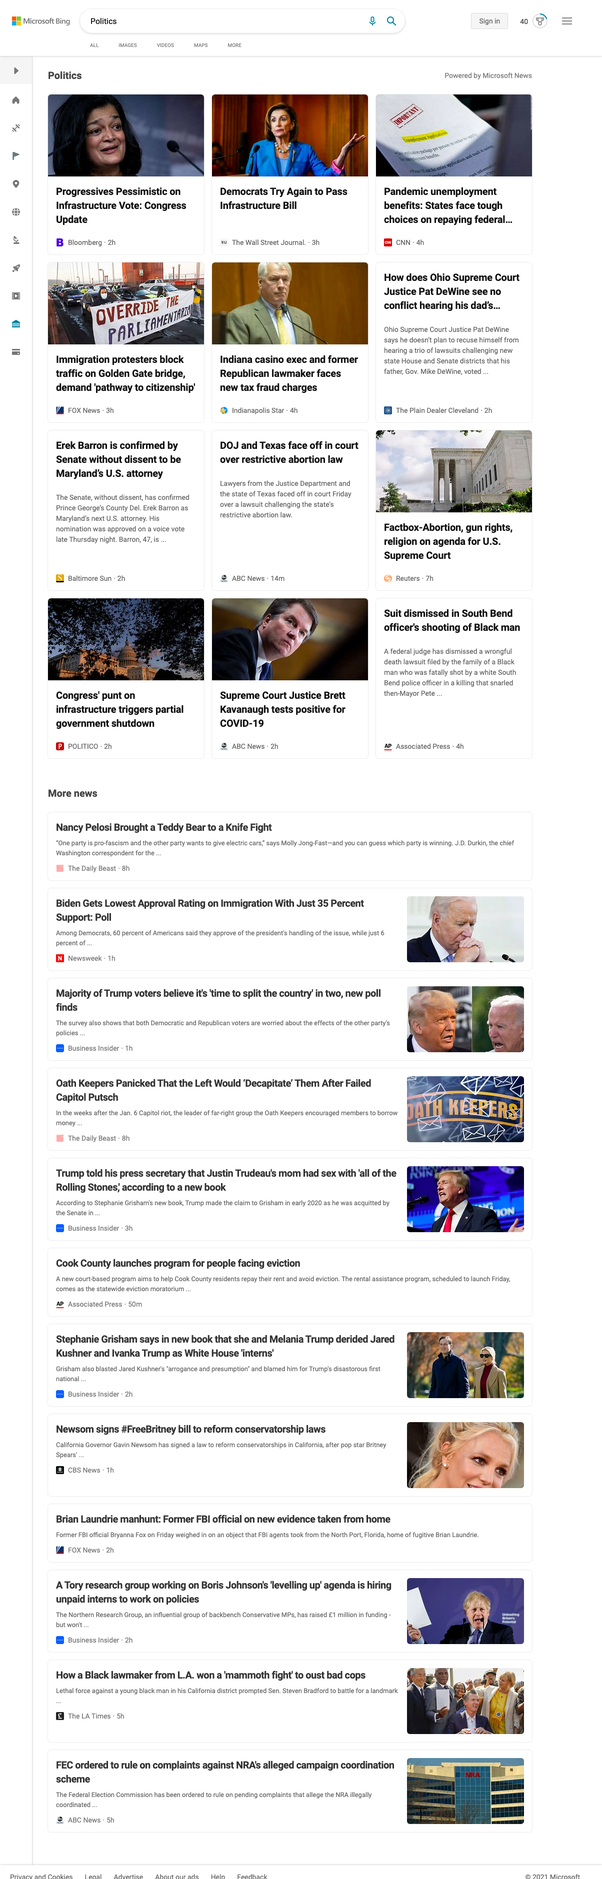 Microsoft Bing
Politics
Sign in
40
ALL IMAGES VIDEOS MAPS MORE
Politics
Powered by Microsoft News
Progressives Pessimistic on
Infrastructure Vote: Congress
Update
Bloomberg · 2h
Democrats Try Again to Pass
Infrastructure Bill
The Wall Street Journal. · 3h
IMPORTANT
Pandemic unemployment
benefits: States face tough
choices on repaying federal...
CNN · 4h
OVERRIDE THE
PARLIAMENTARIAN
Immigration protesters block
traffic on Golden Gate bridge,
demand 'pathway to citizenship'
FOX News · 3h
Indiana casino exec and former
Republican lawmaker faces
new tax fraud charges
Indianapolis Star · 4h
How does Ohio Supreme Court
Justice Pat DeWine see no
conflict hearing his dad's...
Ohio Supreme Court Justice Pat DeWine
says he doesn't plan to recuse himself from
hearing a trio of lawsuits challenging new
state House and Senate districts that his
father, Gov. Mike DeWine, voted ...
The Plain Dealer Cleveland · 2h
Erek Barron is confirmed by
Senate without dissent to be
Maryland's U.S. attorney
The Senate, without dissent, has confirmed
Prince George's County Del. Erek Barron as
Maryland's next U.S. attorney. His
nomination was approved on a voice vote
late Thursday night. Barron, 47, is ...
Baltimore Sun · 2h
DOJ and Texas face off in court
over restrictive abortion law
Lawyers from the Justice Department and
the state of Texas faced off in court Friday
over a lawsuit challenging the state's
restrictive abortion law.
ABC News · 14m
Factbox-Abortion, gun rights,
religion on agenda for U.S.
Supreme Court
Reuters · 7h
Congress' punt on
infrastructure triggers partial
government shutdown
POLITICO · 2h
Supreme Court Justice Brett
Kavanaugh tests positive for
COVID-19
ABC News · 2h
Suit dismissed in South Bend
officer's shooting of Black man
A federal judge has dismissed a wrongful
death lawsuit filed by the family of a Black
man who was fatally shot by a white South
Bend police officer in a killing that snarled
then-Mayor Pete ...
Associated Press · 4h
More news
Nancy Pelosi Brought a Teddy Bear to a Knife Fight
"One party is pro-fascism and the other party wants to give electric cars," says Molly Jong-Fast—and you can guess which party is winning. J.D. Durkin, the chief
Washington correspondent for the ...
The Daily Beast · 8h
Biden Gets Lowest Approval Rating on Immigration With Just 35 Percent
Support: Poll
Among Democrats, 60 percent of Americans said they approve of the president's handling of the issue, while just 6
percent of ...
Newsweek · 1h
Majority of Trump voters believe it's 'time to split the country' in two, new poll
finds
The survey also shows that both Democratic and Republican voters are worried about the effects of the other party's
policies ...
Business Insider · 1h
Oath Keepers Panicked That the Left Would 'Decapitate' Them After Failed
Capitol Putsch
In the weeks after the Jan. 6 Capitol riot, the leader of far-right group the Oath Keepers encouraged members to borrow
money ...
The Daily Beast · 8h
OATH KEEPERS
Trump told his press secretary that Justin Trudeau's mom had sex with 'all of the
Rolling Stones,' according to a new book
According to Stephanie Grisham's new book, Trump made the claim to Grisham in early 2020 as he was acquitted by
the Senate in ...
Business Insider · 3h
Cook County launches program for people facing eviction
A new court-based program aims to help Cook County residents repay their rent and avoid eviction. The rental assistance program, scheduled to launch Friday,
comes as the statewide eviction moratorium ...
Associated Press · 50m
Stephanie Grisham says in new book that she and Melania Trump derided Jared
Kushner and Ivanka Trump as White House 'interns'
Grisham also blasted Jared Kushner's "arrogance and presumption" and blamed him for Trump's disastorous first
national ...
Business Insider · 2h
Newsom signs #FreeBritney bill to reform conservatorship laws
California Governor Gavin Newsom has signed a law to reform conservatorships in California, after pop star Britney
Spears' ...
CBS News · 1h
Brian Laundrie manhunt: Former FBI official on new evidence taken from home
Former FBI official Bryanna Fox on Friday weighed in on an object that FBI agents took from the North Port, Florida, home of fugitive Brian Laundrie.
FOX News · 2h
A Tory research group working on Boris Johnson's 'levelling up' agenda is hiring
unpaid interns to work on policies
The Northern Research Group, an influential group of backbench Conservative MPs, has raised £1 million in funding -
but won't ...
Business Insider · 2h
How a Black lawmaker from L.A. won a 'mammoth fight' to oust bad cops
Lethal force against a young black man in his California district prompted Sen. Steven Bradford to battle for a landmark
...
The LA Times · 5h
FEC ordered to rule on complaints against NRA's alleged campaign coordination
scheme
The Federal Election Commission has been ordered to rule on pending complaints that allege the NRA illegally
coordinated ...
ABC News · 5h
NRA
Privacy and Cookies Legal Advertise About our ads Help Feedback
© 2021 Microsoft